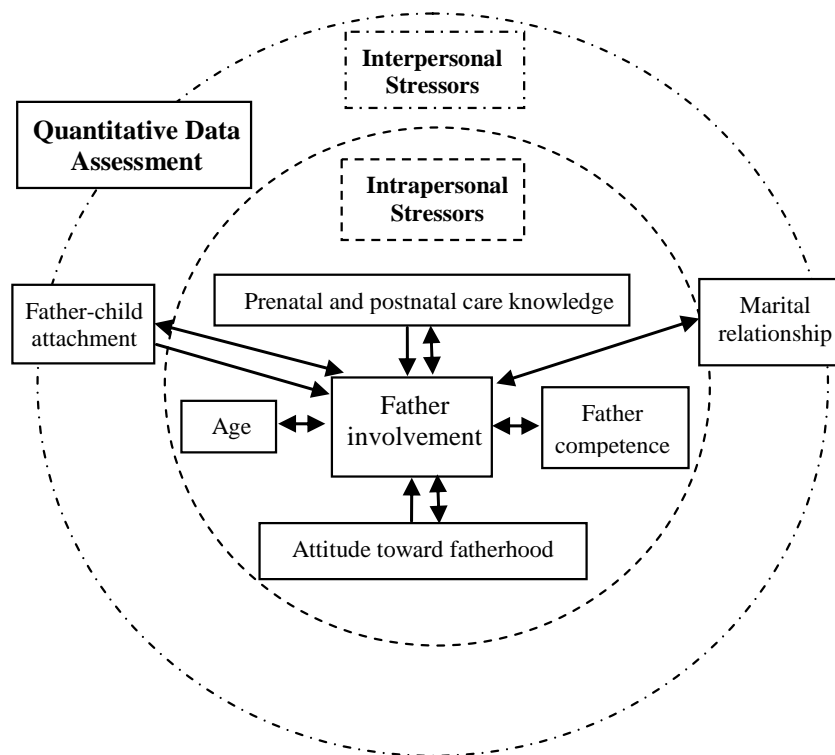 Interpersonal
Stressors
Quantitative Data
Assessment
Intrapersonal
Stressors
Prenatal and postnatal care knowledge
Father-child
attachment
Marital
relationship
Father
involvement
Age
Father
competence
Attitude toward fatherhood